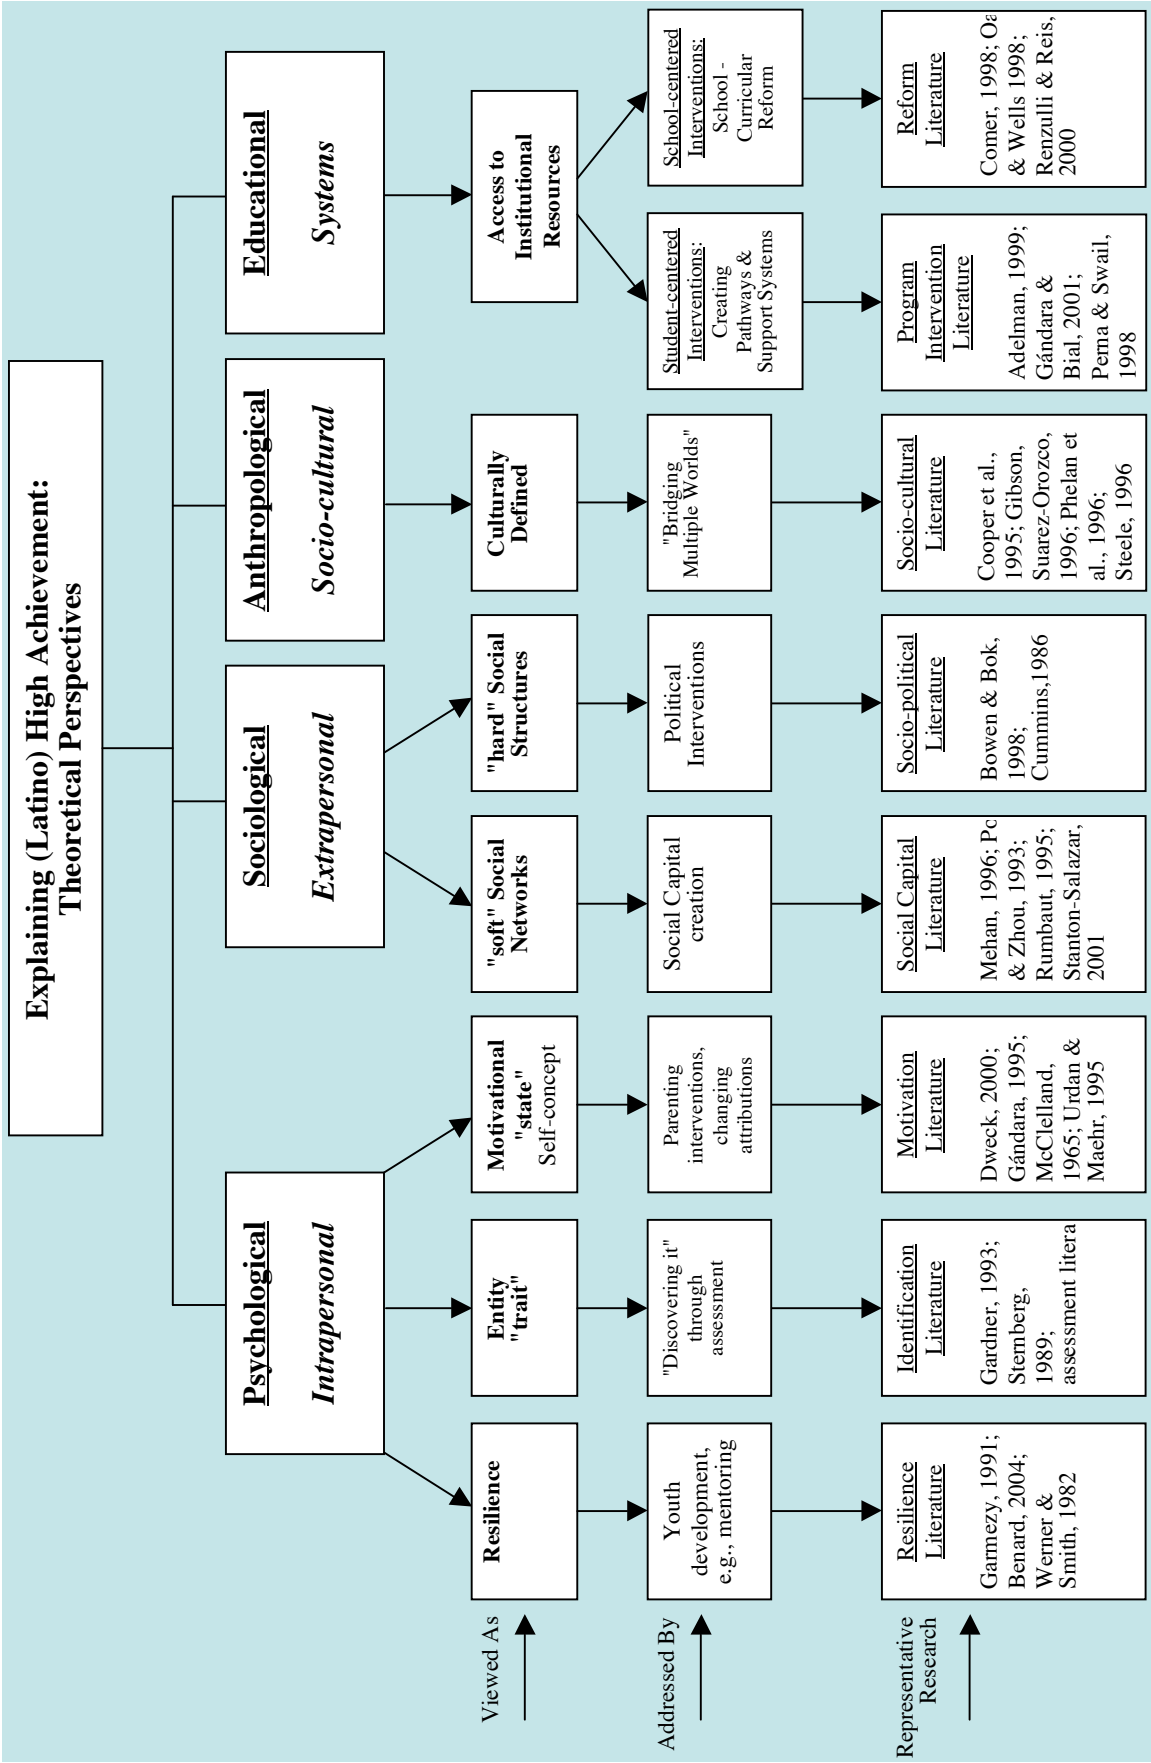 Explaining (Latino) High Achievement:
Theoretical Perspectives
Psychological
Intrapersonal
Sociological
Extrapersonal
Anthropological
Socio-cultural
Educational
Systems
Viewed As
Resilience
Entity
"trait"
Motivational
"state"
Self-concept
"soft" Social
Networks
"hard" Social
Structures
Culturally
Defined
Access to
Institutional
Resources
Addressed By
Youth
development,
e.g., mentoring
"Discovering it"
through
assessment
Parenting
interventions,
changing
attributions
Social Capital
creation
Political
Interventions
"Bridging
Multiple Worlds"
Student-centered
Interventions:
Creating
Pathways &
Support Systems
School-centered
Interventions:
School -
Curricular
Reform
Representative
Research
Resilience
Literature
Garmezy, 1991;
Benard, 2004;
Werner &
Smith, 1982
Identification
Literature
Gardner, 1993;
Sternberg,
1989;
assessment litera
Motivation
Literature
Dweck, 2000;
Gándara, 1995;
McClelland,
1965; Urdan &
Maehr, 1995
Social Capital
Literature
Mehan, 1996;
& Zhou, 1993;
Rumbaut, 1995;
Stanton-Salazar,
2001
Socio-political
Literature
Bowen & Bok,
1998;
Cummins,1986
Socio-cultural
Literature
Cooper et al.,
1995; Gibson,
Suarez-Orozco,
1996; Phelan et
al., 1996;
Steele, 1996
Program
Intervention
Literature
Adelman, 1999;
Gándara &
Bial, 2001;
Perna & Swail,
1998
Reform
Literature
Comer, 1998;
& Wells 1998;
Renzulli & Reis,
2000